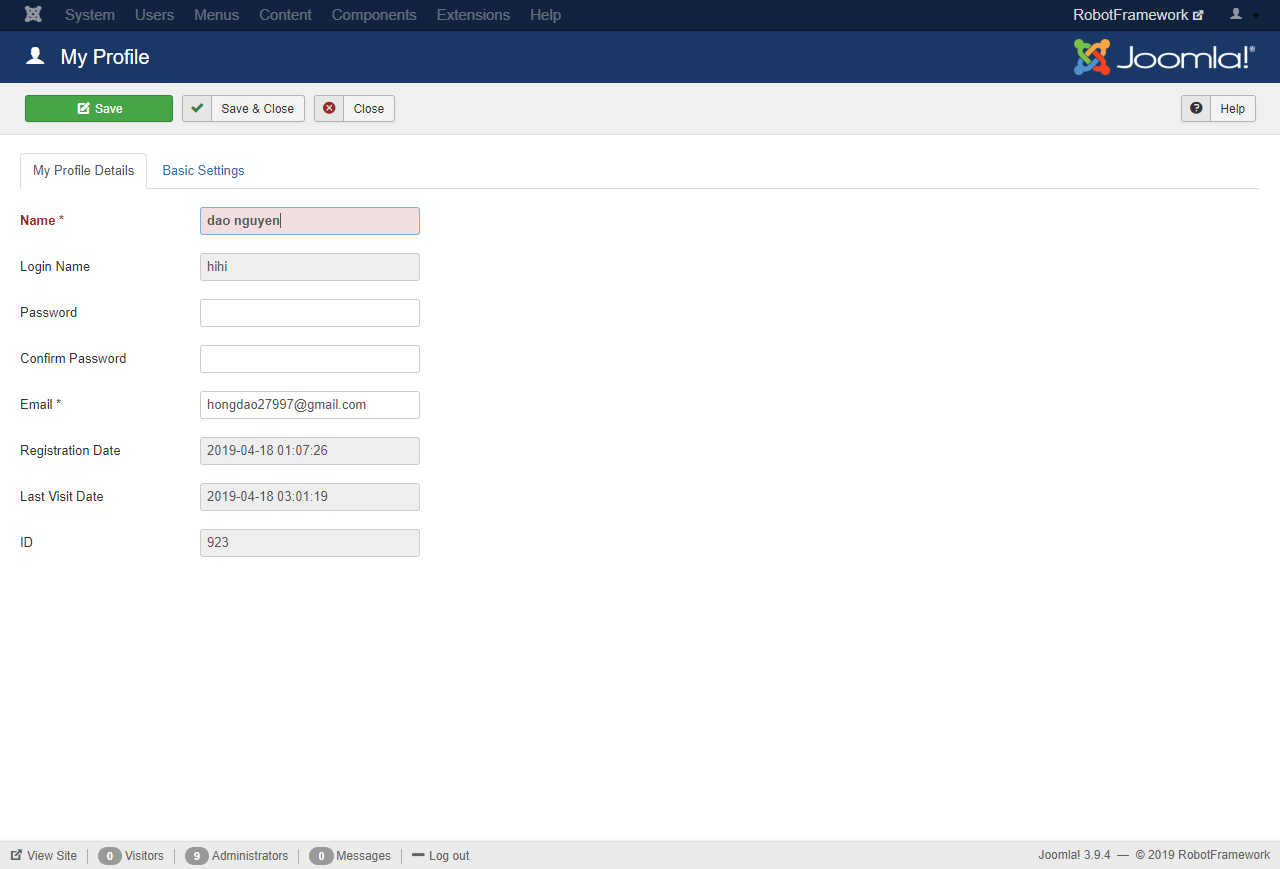 System Users Menus Content Components Extensions Help RobotFramework
My Profile Joomla!®
Save Save & Close Close Help
My Profile Details Basic Settings
Name * dao nguyen
Login Name hihi
Password
Confirm Password
Email * hongdao27997@gmail.com
Registration Date 2019-04-18 01:07:26
Last Visit Date 2019-04-18 03:01:19
ID 923
View Site 0 Visitors 9 Administrators 0 Messages Log out Joomla! 3.9.4 — © 2019 RobotFramework